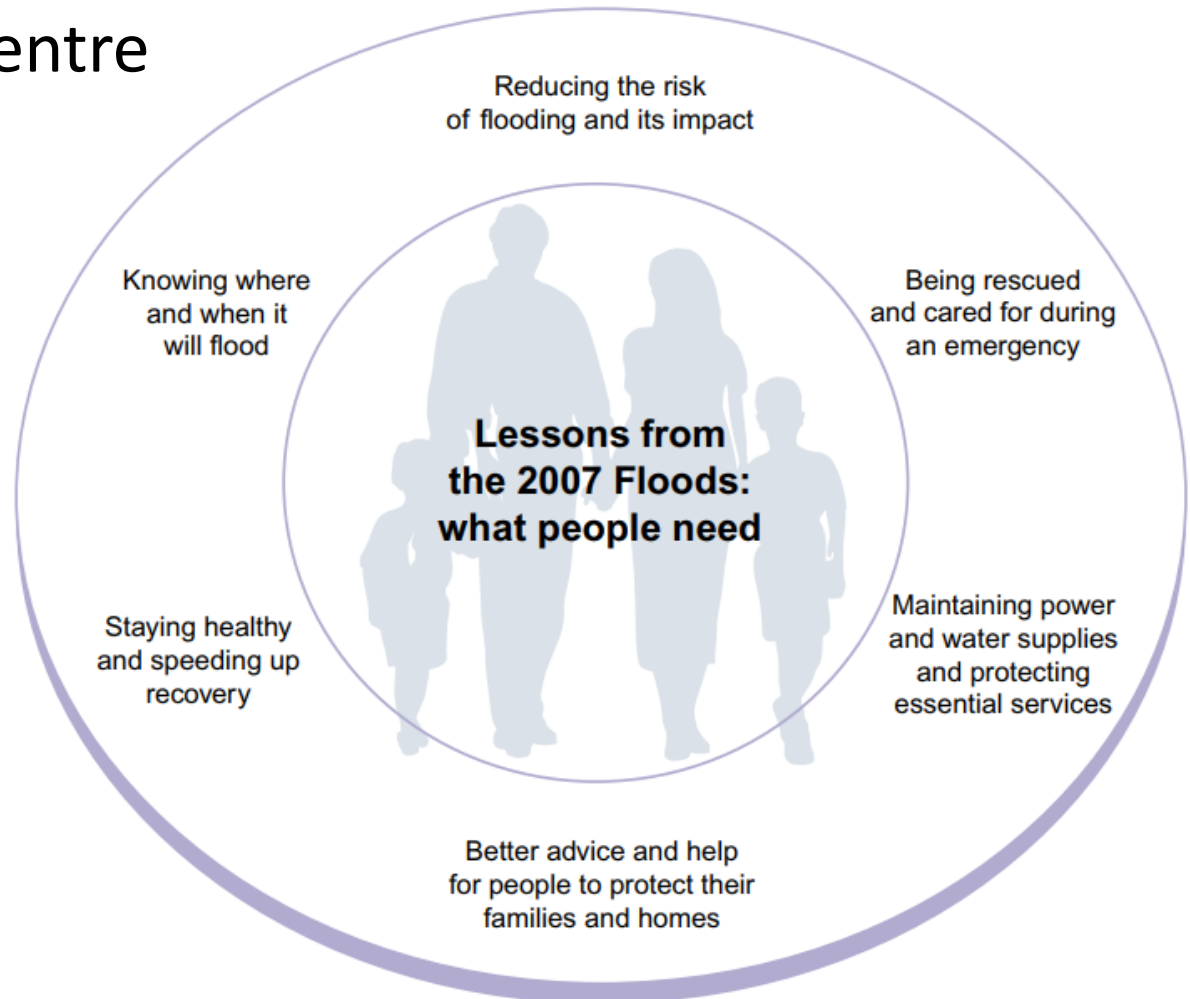 entre
Reducing the risk
of flooding and its impact
Knowing where
and when it
will flood
Being rescued
and cared for during
an emergency
Lessons from
the 2007 Floods:
what people need
Staying healthy
and speeding up
recovery
Maintaining power
and water supplies
and protecting
essential services
Better advice and help
for people to protect their
families and homes